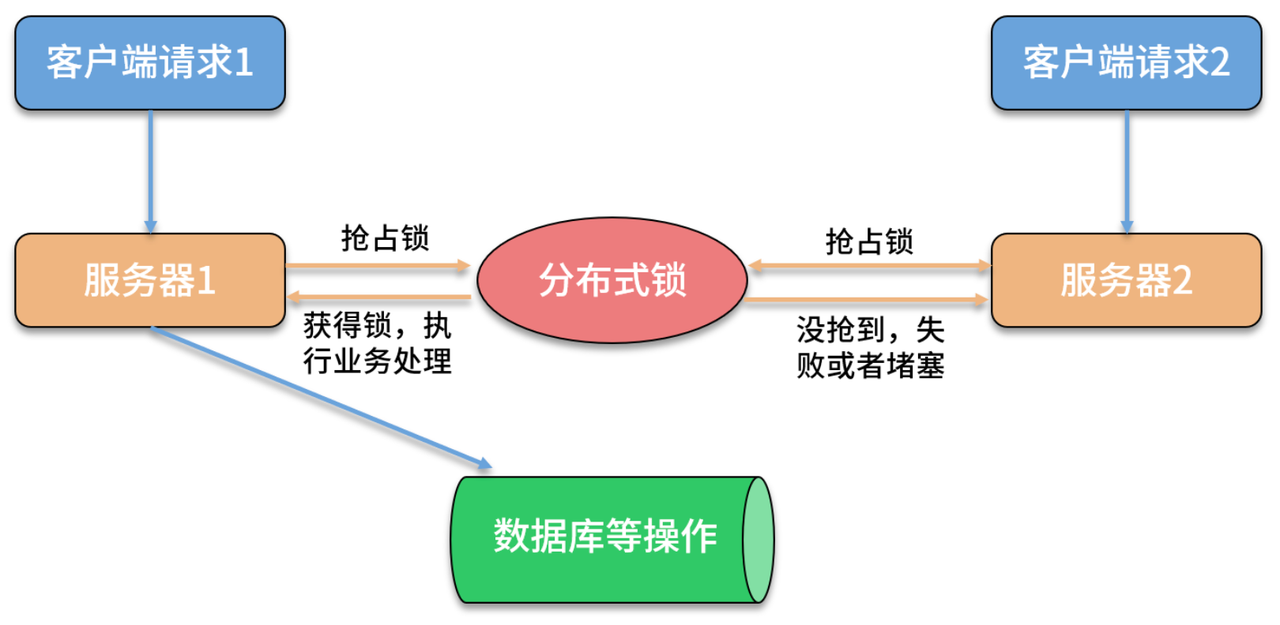 客户端请求1
客户端请求2
抢占锁
抢占锁
服务器1
分布式锁
服务器2
获得锁，执
行业务处理
没抢到，失
败或者堵塞
数据库等操作